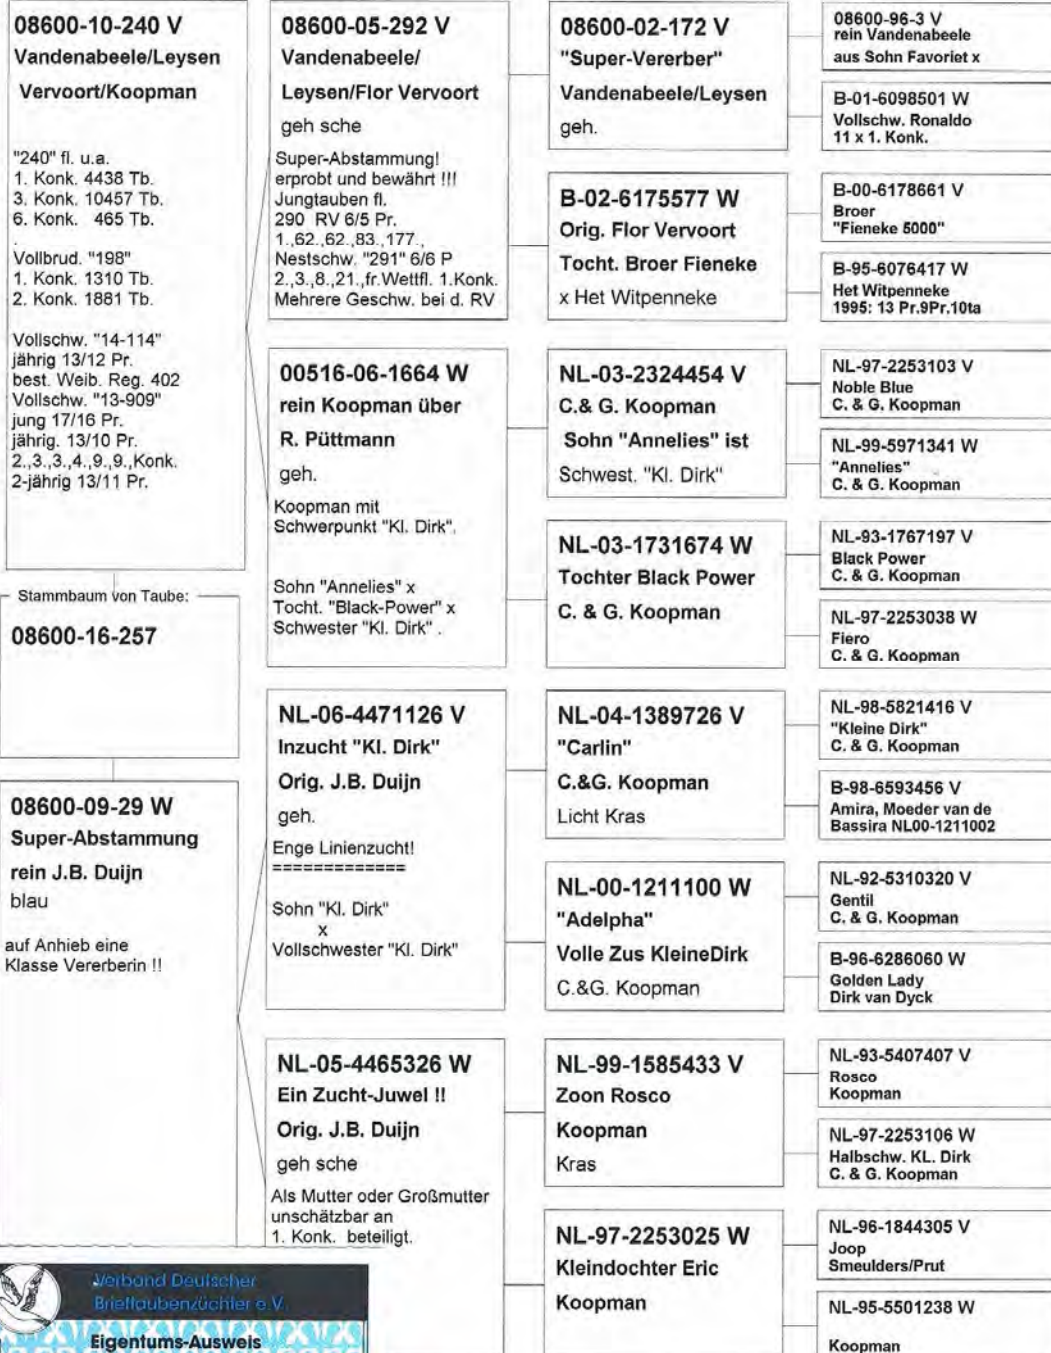 08600-10-240 V
Vandenabeele/Leysen
Vervoort/Koopman
"240" fl. u.a.
1. Konk. 4438 Tb.
3. Konk. 10457 Tb.
6. Konk. 465 Tb.
.
Vollbrud. "198"
1. Konk. 1310 Tb.
2. Konk. 1881 Tb.
Vollschw. "14-114"
jährig 13/12 Pr.
best. Weib. Reg. 402
Vollschw. "13-909"
jung 17/16 Pr.
jährig. 13/10 Pr.
2.,3.,3.,4.,9.,9.,Konk.
2-jährig 13/11 Pr.
Stammbaum von Taube:
08600-16-257
08600-09-29 W
Super-Abstammung
rein J.B. Duijn
blau
auf Anhieb eine
Klasse Vererberin !!
08600-05-292 V
Vandenabeele/
Leysen/Flor Vervoort
geh sche
Super-Abstammung!
erprobt und bewährt !!!
Jungtauben fl.
290 RV 6/5 Pr.
1.,62.,62.,83.,177.,
Nestschw. "291" 6/6 P
2.,3.,8.,21.,fr.Wettfl. 1.Konk.
Mehrere Geschw. bei d. RV
00516-06-1664 W
rein Koopman über
R. Püttmann
geh.
Koopman mit
Schwerpunkt "Kl. Dirk".
Sohn "Annelies" x
Tocht. "Black-Power" x
Schwester "Kl. Dirk" .
NL-06-4471126 V
Inzucht "Kl. Dirk"
Orig. J.B. Duijn
geh.
Enge Linienzucht!
=============
Sohn "Kl. Dirk"
x
Vollschwester "Kl. Dirk"
NL-05-4465326 W
Ein Zucht-Juwel !!
Orig. J.B. Duijn
geh sche
Als Mutter oder Großmutter
unschätzbar an
1. Konk. beteiligt.
08600-02-172 V
"Super-Vererber"
Vandenabeele/Leysen
geh.
B-02-6175577 W
Orig. Flor Vervoort
Tocht. Broer Fieneke
x Het Witpenneke
NL-03-2324454 V
C.& G. Koopman
Sohn "Annelies" ist
Schwest. "Kl. Dirk"
NL-03-1731674 W
Tochter Black Power
C. & G. Koopman
NL-04-1389726 V
"Carlin"
C.&G. Koopman
Licht Kras
NL-00-1211100 W
"Adelpha"
Volle Zus KleineDirk
C.&G. Koopman
NL-99-1585433 V
Zoon Rosco
Koopman
Kras
NL-97-2253025 W
Kleindochter Eric
Koopman
08600-96-3 V
rein Vandenabeele
aus Sohn Favoriet x
B-01-6098501 W
Vollschw. Ronaldo
11 x 1. Konk.
B-00-6178661 V
Broer
"Fieneke 5000"
B-95-6076417 W
Het Witpenneke
1995: 13 Pr.9Pr.10ta
NL-97-2253103 V
Noble Blue
C. & G. Koopman
NL-99-5971341 W
"Annelies"
C. & G. Koopman
NL-93-1767197 V
Black Power
C. & G. Koopman
NL-97-2253038 W
Fiero
C. & G. Koopman
NL-98-5821416 V
"Kleine Dirk"
C. & G. Koopman
B-98-6593456 V
Amira, Moeder van de
Bassira NL00-1211002
NL-92-5310320 V
Gentil
C. & G. Koopman
B-96-6286060 W
Golden Lady
Dirk van Dyck
NL-93-5407407 V
Rosco
Koopman
NL-97-2253106 W
Halbschw. KL. Dirk
C. & G. Koopman
NL-96-1844305 V
Joop
Smeulders/Prut
NL-95-5501238 W
Koopman
Verband Deutscher
Brieftaubenzüchter e.V.
Eigentums-Ausweis